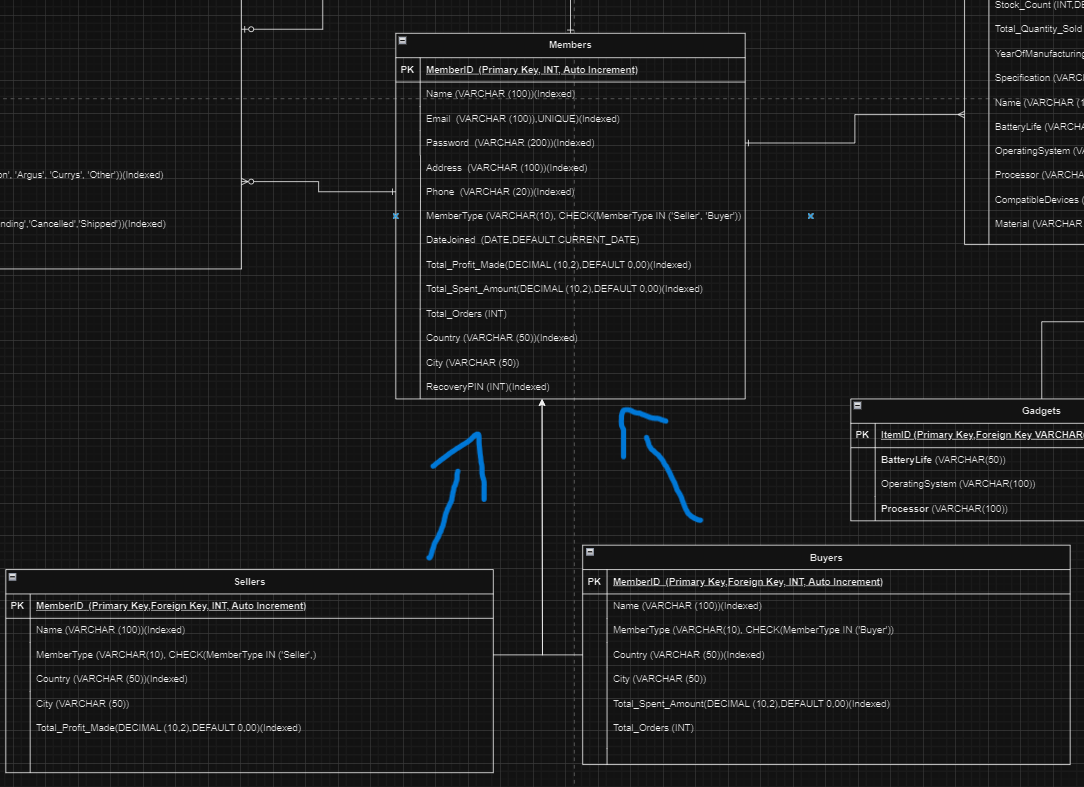 Members
PK MemberID (Primary Key, INT, Auto Increment)
Name (VARCHAR (100))(Indexed)
Email (VARCHAR (100)),UNIQUE)(Indexed)
Password (VARCHAR (200))(Indexed)
Address (VARCHAR (100))(Indexed)
Phone (VARCHAR (20))(Indexed)
MemberType (VARCHAR(10), CHECK(MemberType IN ('Seller', 'Buyer'))
DateJoined (DATE,DEFAULT CURRENT_DATE)
Total_Profit_Made(DECIMAL (10,2),DEFAULT 0,00)(Indexed)
Total_Spent_Amount(DECIMAL (10,2),DEFAULT 0,00)(Indexed)
Total_Orders (INT)
Country (VARCHAR (50))(Indexed)
City (VARCHAR (50))
RecoveryPIN (INT)(Indexed)
'Argus', 'Currys', 'Other'))(Indexed)
'Cancelled','Shipped'))(Indexed)
Stock_Count (INT,
Total_Quantity_Sold
YearOfManufacturing
Specification
Name (VARCHAR
BatteryLife
OperatingSystem
Processor
CompatibleDevices
Material (VARCHAR
Gadgets
PK ItemID (Primary Key,Foreign Key VARCHAR(
BatteryLife (VARCHAR(50))
OperatingSystem (VARCHAR(100))
Processor (VARCHAR(100))
Sellers
PK MemberID (Primary Key,Foreign Key, INT, Auto Increment)
Name (VARCHAR (100))(Indexed)
MemberType (VARCHAR(10), CHECK(MemberType IN ('Seller',)
Country (VARCHAR (50))(Indexed)
City (VARCHAR (50))
Total_Profit_Made(DECIMAL (10,2),DEFAULT 0,00)(Indexed)
Buyers
PK MemberID (Primary Key,Foreign Key, INT, Auto Increment)
Name (VARCHAR (100))(Indexed)
MemberType (VARCHAR(10), CHECK(MemberType IN ('Buyer'))
Country (VARCHAR (50))(Indexed)
City (VARCHAR (50))
Total_Spent_Amount(DECIMAL (10,2),DEFAULT 0,00)(Indexed)
Total_Orders (INT)